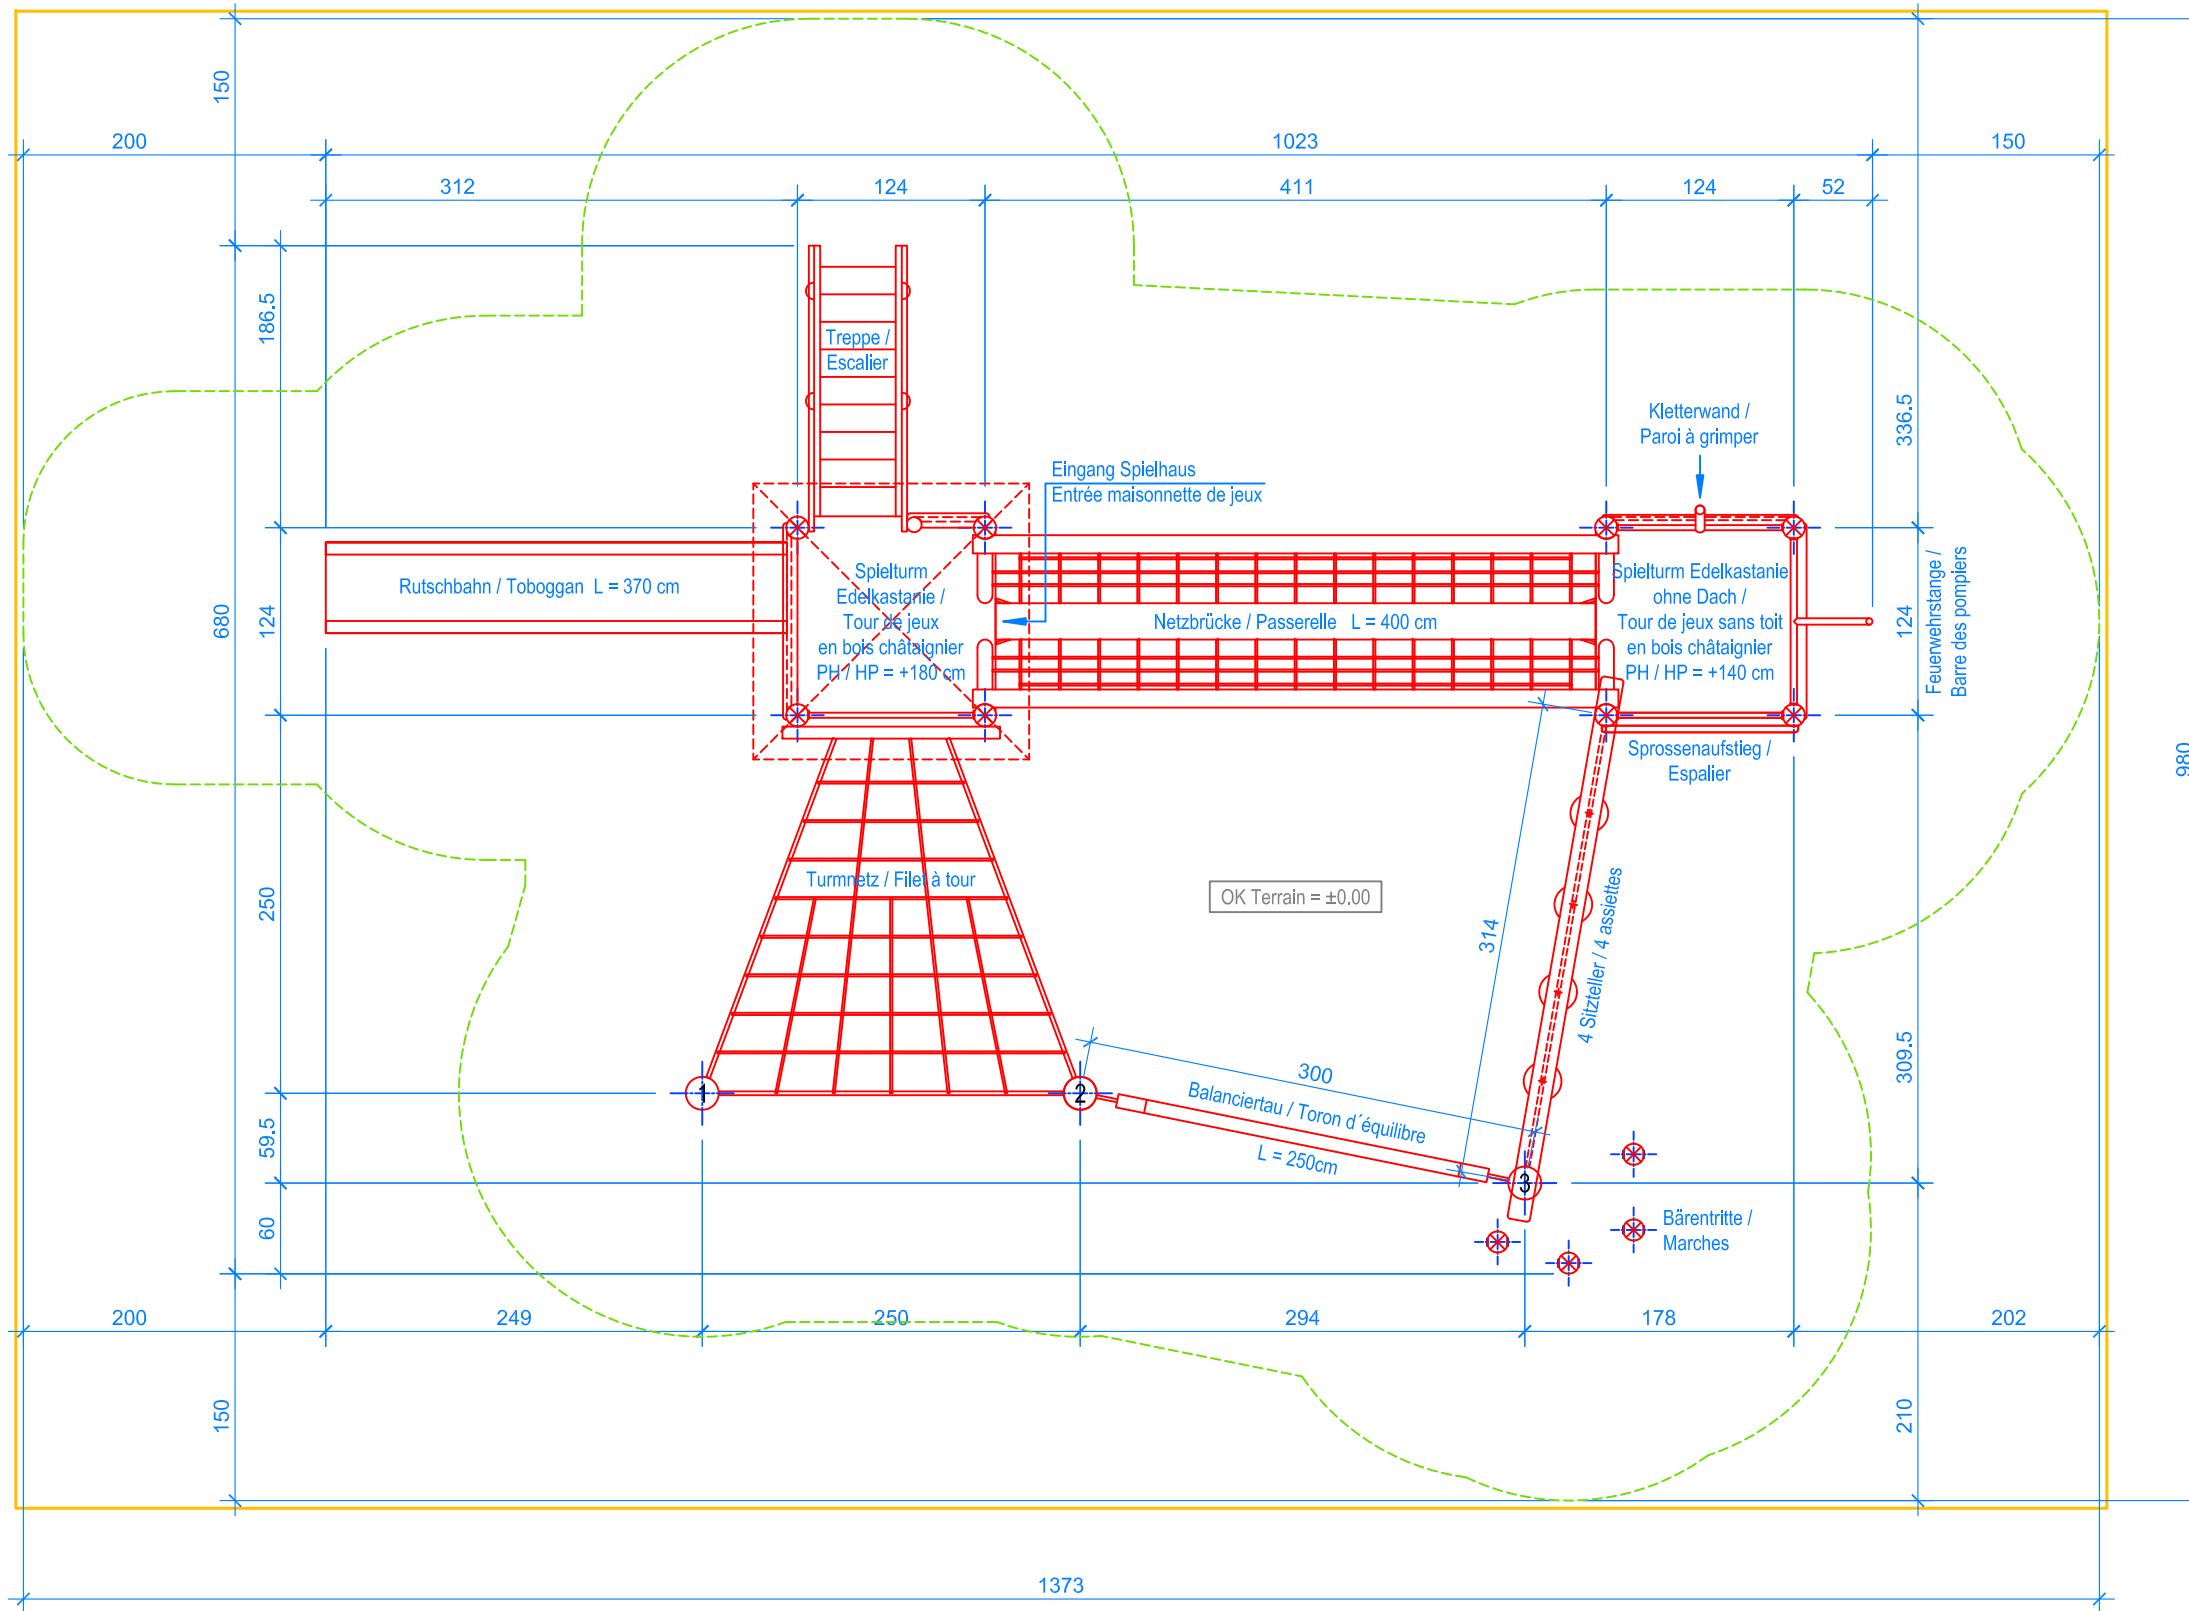 150
200
1023
150
312
124
411
124
52
186.5
Treppe /
Escalier
Kletterwand /
Paroi à grimper
336.5
Eingang Spielhaus
Entrée maisonnette de jeux
Rutschbahn / Toboggan L = 370 cm
Spielturm
Edelkastanie /
Tour de jeux
en bois châtaignier
PH / HP = +180 cm
Netzbrücke / Passerelle L = 400 cm
Spielturm Edelkastanie
ohne Dach /
Tour de jeux sans toit
en bois châtaignier
PH / HP = +140 cm
680
124
124
Feuerwehrstange /
Barre des pompiers
Sprossenaufstieg /
Espalier
980
Turmnetz / Filet à tour
OK Terrain = ±0.00
250
314
4 Sitzteller / 4 assiettes
309.5
300
Balanciertau / Toron d´équilibre
L = 250cm
1
2
3
59.5
60
Bärentritte /
Marches
200
249
250
294
178
202
150
210
1373